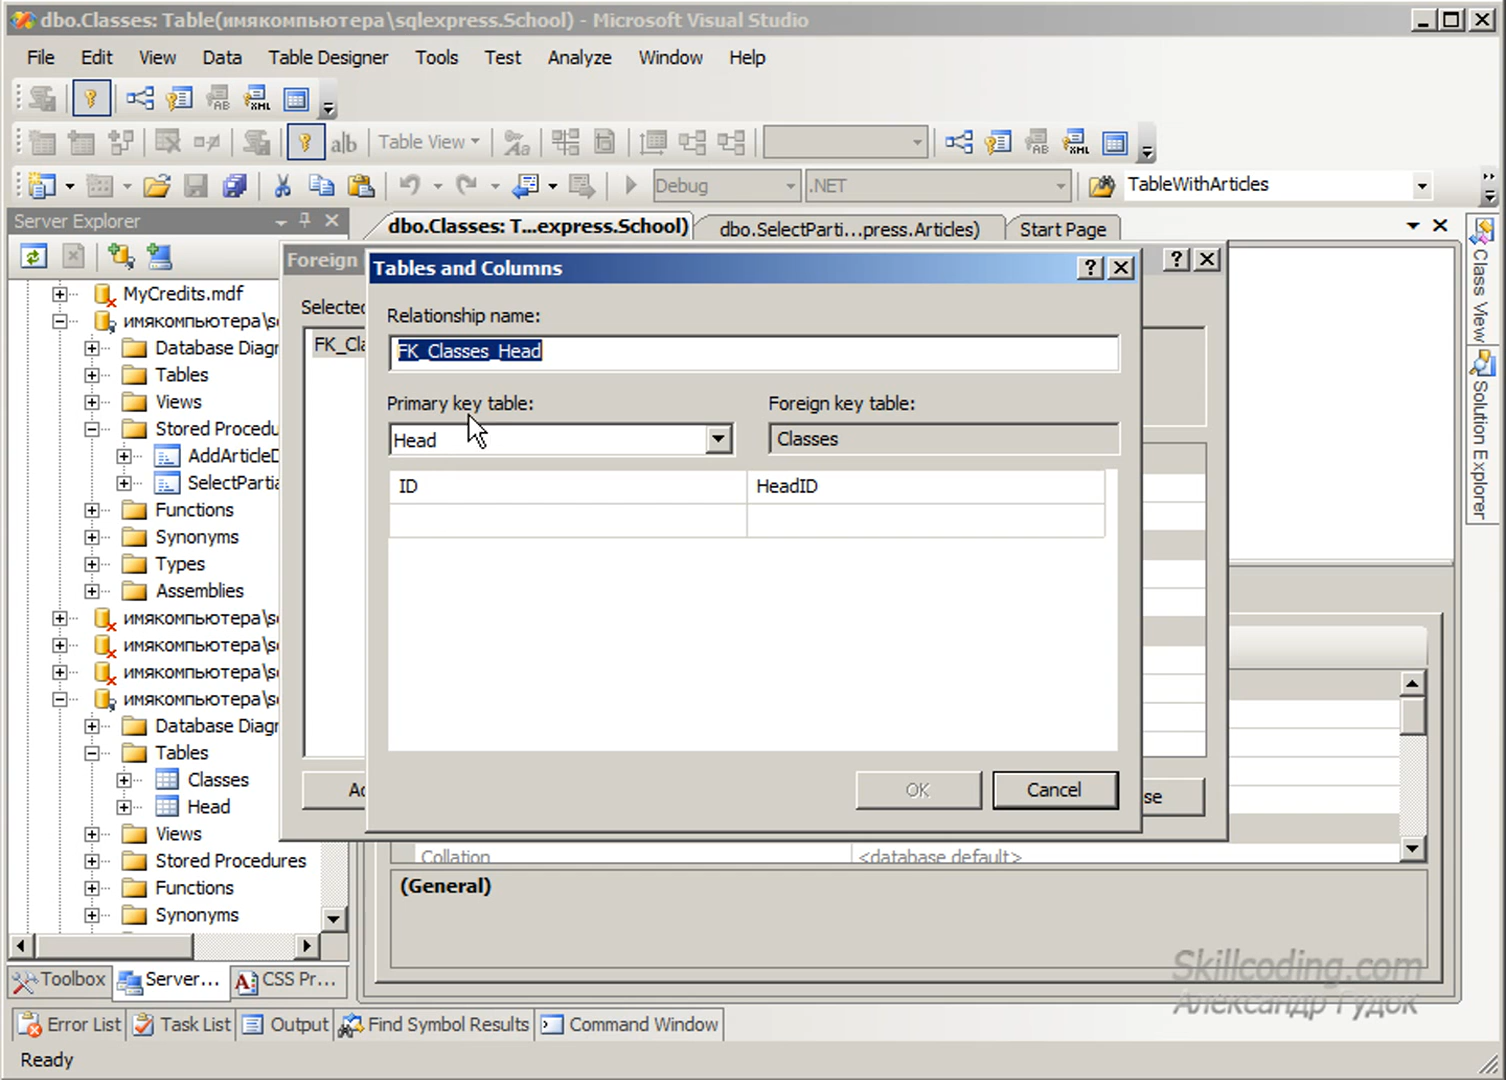 dbo.Classes: Table(имякомпьютера\sqlexpress.School) - Microsoft Visual Studio
File Edit View Data Table Designer Tools Test Analyze Window Help
Table View
Debug .NET TableWithArticles
Server Explorer
dbo.Classes: T...express.School) dbo.SelectParti...press.Articles) Start Page
Foreign
Tables and Columns
Selected
FK_Cla
Relationship name:
FK_Classes_Head
Primary key table: Foreign key table:
Head Classes
ID HeadID
OK Cancel
MyCredits.mdf
имякомпьютера\s
Database Diagr
Tables
Views
Stored Procedu
AddArticleD
SelectPartia
Functions
Synonyms
Types
Assemblies
имякомпьютера\s
имякомпьютера\s
имякомпьютера\s
имякомпьютера\s
Database Diagr
Tables
Classes
Head
Views
Stored Procedures
Functions
Synonyms
Collation <database default>
(General)
Class View
Solution Explorer
Toolbox Server... CSS Pr...
Skillcoding.com
Александр Гудок
Error List Task List Output Find Symbol Results Command Window
Ready